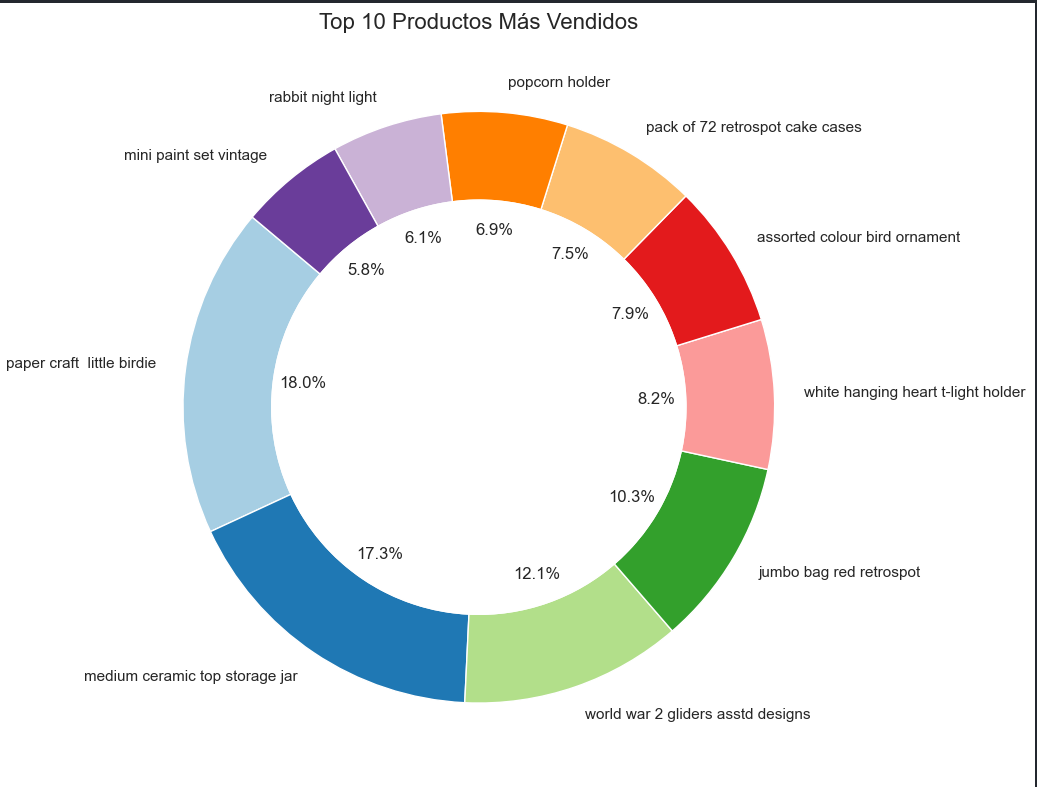 Top 10 Productos Más Vendidos
popcorn holder
rabbit night light
pack of 72 retrospot cake cases
mini paint set vintage
6.9%
6.1%
assorted colour bird ornament
7.5%
5.8%
7.9%
paper craft  little birdie
18.0%
white hanging heart t-light holder
8.2%
10.3%
17.3%
12.1%
jumbo bag red retrospot
medium ceramic top storage jar
world war 2 gliders asstd designs